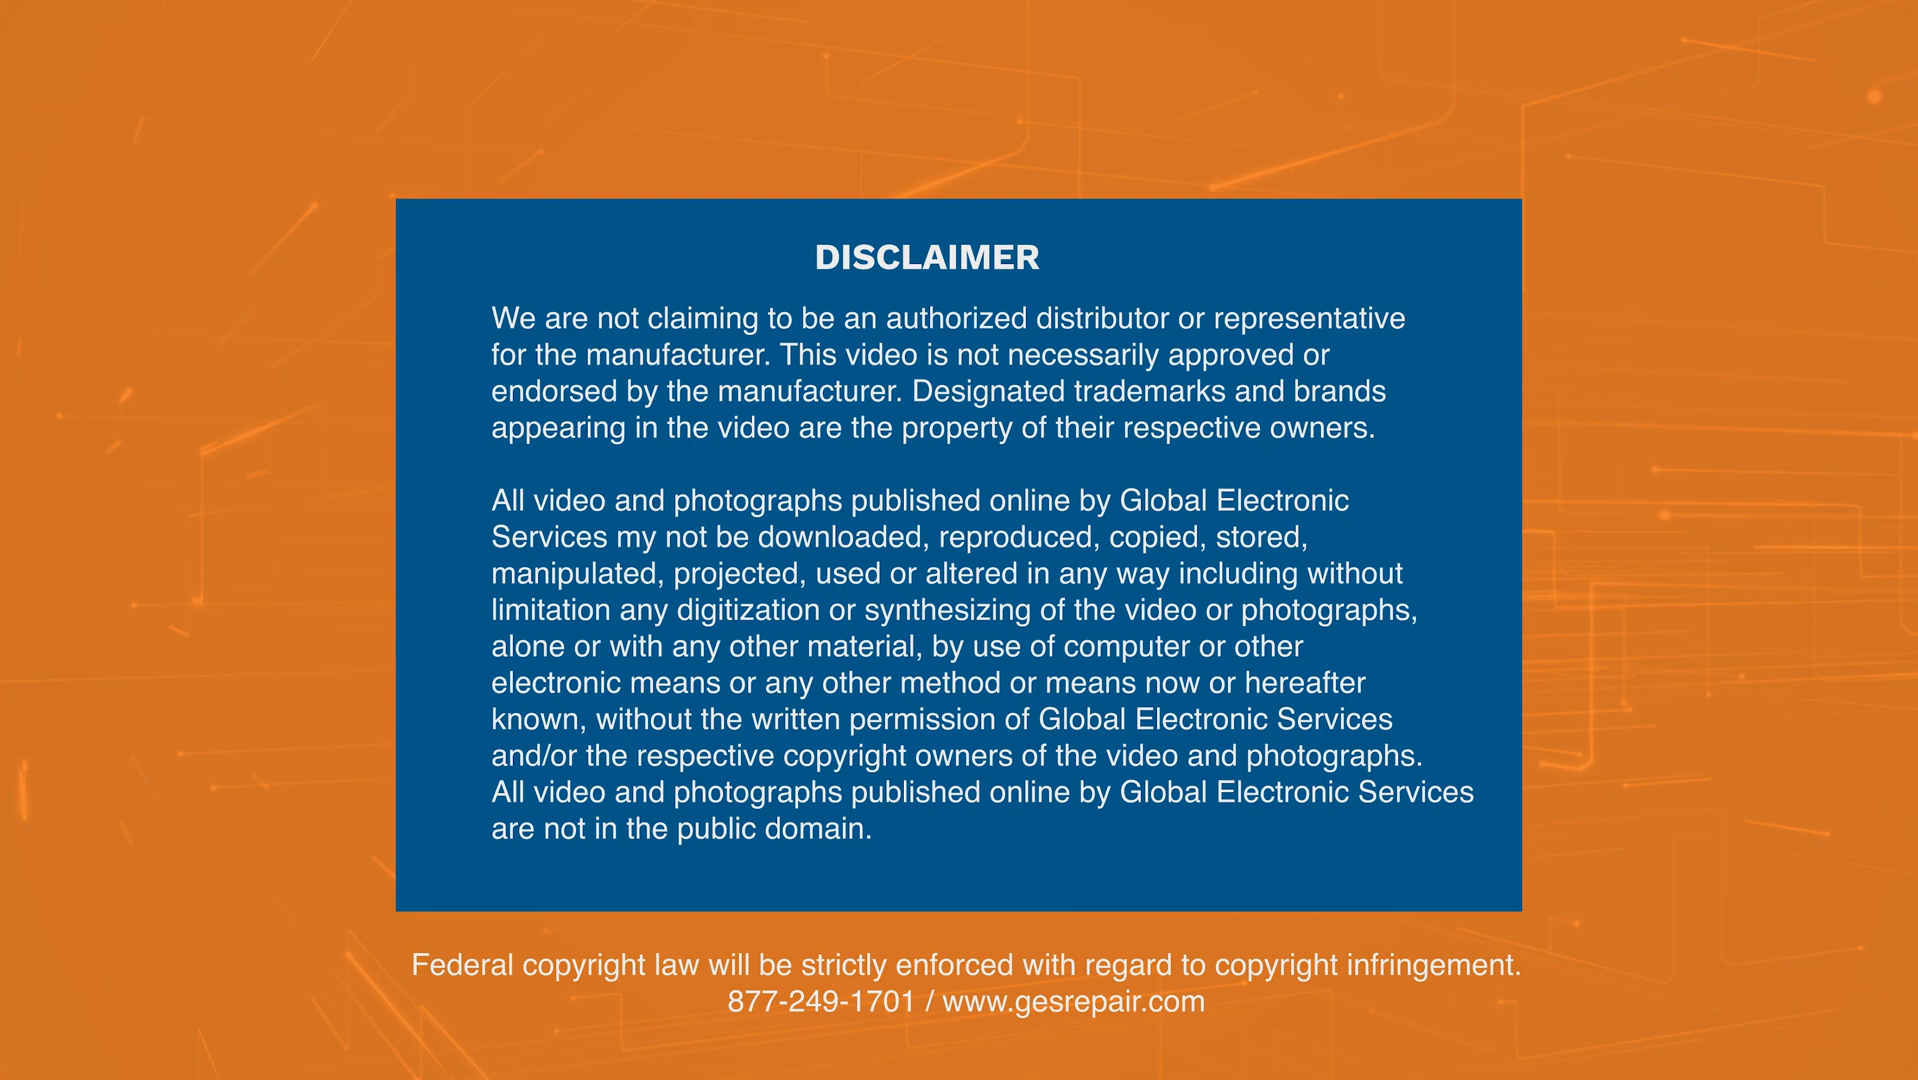 DISCLAIMER
We are not claiming to be an authorized distributor or representative
for the manufacturer. This video is not necessarily approved or
endorsed by the manufacturer. Designated trademarks and brands
appearing in the video are the property of their respective owners.
All video and photographs published online by Global Electronic
Services my not be downloaded, reproduced, copied, stored,
manipulated, projected, used or altered in any way including without
limitation any digitization or synthesizing of the video or photographs,
alone or with any other material, by use of computer or other
electronic means or any other method or means now or hereafter
known, without the written permission of Global Electronic Services
and/or the respective copyright owners of the video and photographs.
All video and photographs published online by Global Electronic Services
are not in the public domain.
Federal copyright law will be strictly enforced with regard to copyright infringement.
877-249-1701 / www.gesrepair.com